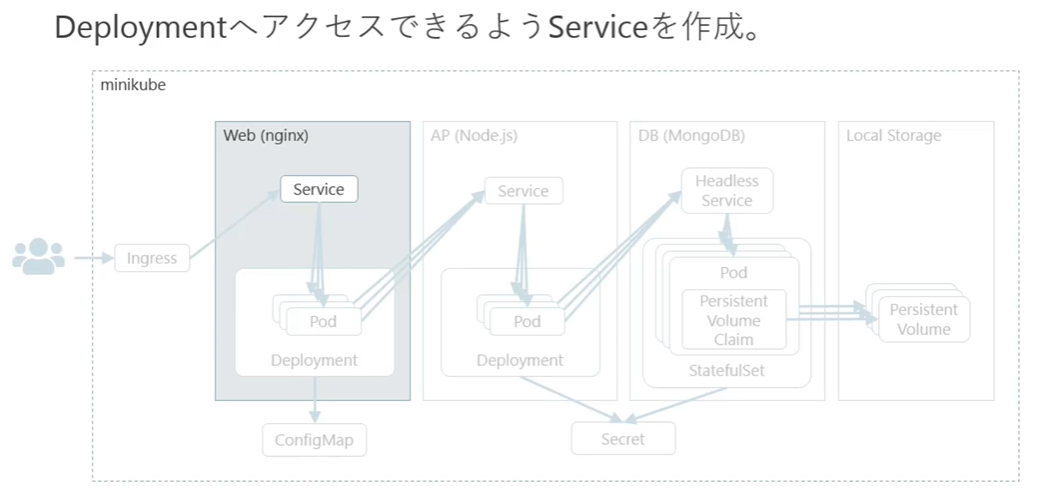 DeploymentへアクセスできるようServiceを作成。
minikube
Web (nginx)
AP (Node.js)
DB (MongoDB)
Local Storage
Service
Service
Headless
Service
Ingress
Pod
Deployment
Pod
Deployment
Pod
Persistent
Volume
Claim
StatefulSet
Persistent
Volume
ConfigMap
Secret